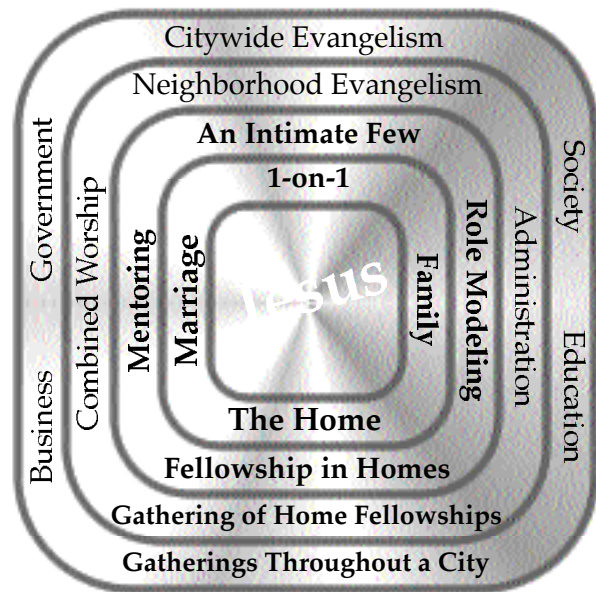 Citywide Evangelism
Neighborhood Evangelism
An Intimate Few
1-on-1
Government
Business
Combined Worship
Mentoring
Marriage
Jesus
Family
Role Modeling
Administration
Society
Education
The Home
Fellowship in Homes
Gathering of Home Fellowships
Gatherings Throughout a City